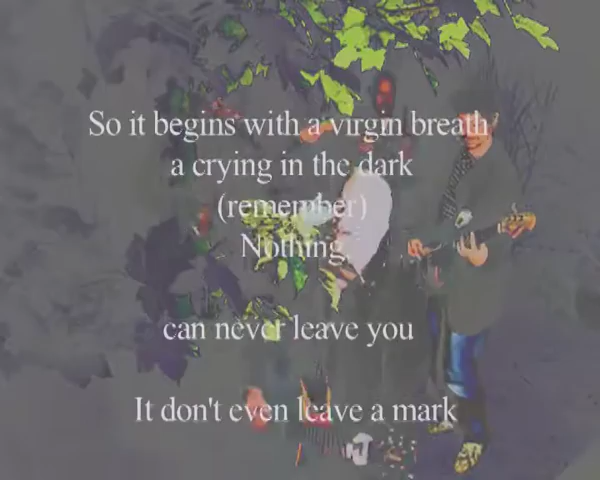 So it begins with a virgin breath
a crying in the dark
(remember)
Nothing
can never leave you
It don't even leave a mark